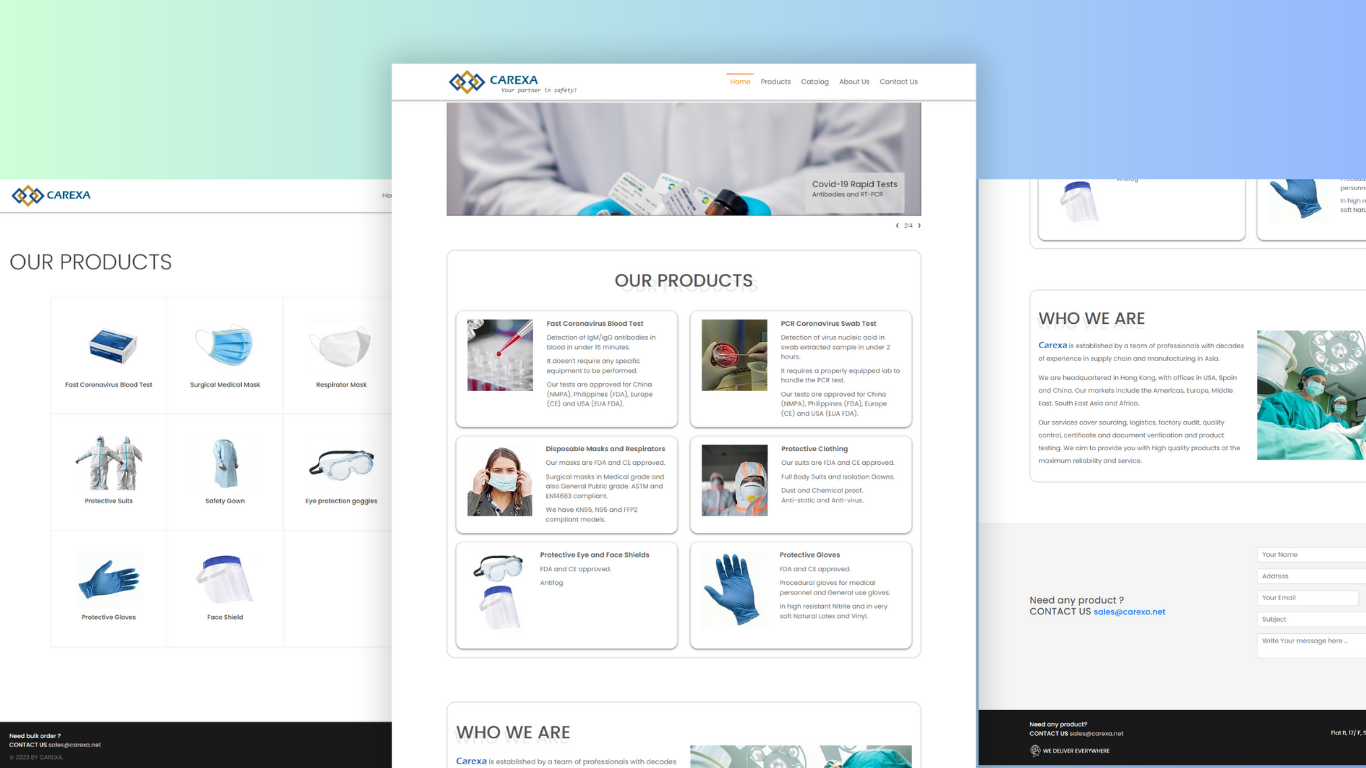 CAREXA
OUR PRODUCTS
Fast Coronavirus Blood Test
Surgical Medical Mask
Respirator Mask
Protective Suits
Safety Gown
Eye protection goggles
Protective Gloves
Face Shield
Need bulk order ?
CONTACT US sales@carexa.net
© 2023 BY CAREXA.
CAREXA
Your partner in safety!
Home Products Catalog About Us Contact Us
Covid-19 Rapid Tests
Antibodies and RT-PCR
2/4
OUR PRODUCTS
Fast Coronavirus Blood Test
Detection of IgM/IgG antibodies in
blood in under 15 minutes.
It doesn't require any specific
equipment to be performed.
Our tests are approved for China
(NMPA), Philippines (FDA), Europe
(CE) and USA (EUA FDA).
PCR Coronavirus Swab Test
Detection of virus nucleic acid in
swab extracted sample in under 2
hours.
It requires a properly equipped lab to
handle the PCR test.
Our tests are approved for China
(NMPA), Philippines (FDA), Europe
(CE) and USA (EUA FDA).
Disposable Masks and Respirators
Our masks are FDA and CE approved.
Surgical masks in Medical grade and
also General Public grade. ASTM and
EN14683 compliant.
We have KN95, N95 and FFP2
compliant models.
Protective Clothing
Our suits are FDA and CE approved.
Full Body Suits and Isolation Gowns.
Dust and Chemical proof.
Anti-static and Anti-virus.
Protective Eye and Face Shields
FDA and CE approved.
Antifog
Protective Gloves
FDA and CE approved.
Procedural gloves for medical
personnel and General use gloves.
In high resistant Nitrile and in very
soft Natural Latex and Vinyl.
WHO WE ARE
Carexa is established by a team of professionals with decades
In high r
WHO WE ARE
Carexa is established by a team of professionals with decades
of experience in supply chain and manufacturing in Asia.
We are headquartered in Hong Kong, with offices in USA, Spain
and China. Our markets include the Americas, Europe, Middle
East, South East Asia and Africa.
Our services cover sourcing, logistics, factory audit, quality
control, certificate and document verification and product
testing. We aim to provide you with high quality products at the
maximum reliability and service.
Need any product ?
CONTACT US sales@carexa.net
Your Name
Address
Your Email
Subject
Write Your message here ...
Need any product?
CONTACT US sales@carexa.net
WE DELIVER EVERYWHERE
Flat B, 17/ F, S